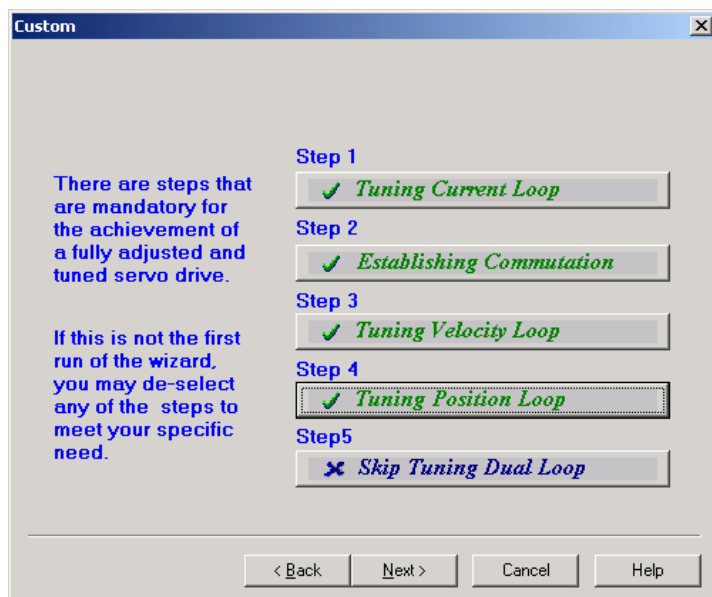 Custom
There are steps that
are mandatory for
the achievement of
a fully adjusted and
tuned servo drive.
If this is not the first
run of the wizard,
you may de-select
any of the steps to
meet your specific
need.
Step 1
Tuning Current Loop
Step 2
Establishing Commutation
Step 3
Tuning Velocity Loop
Step 4
Tuning Position Loop
Step5
Skip Tuning Dual Loop
< Back
Next >
Cancel
Help